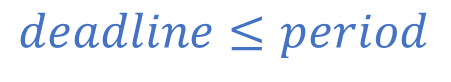 deadline ≤ period